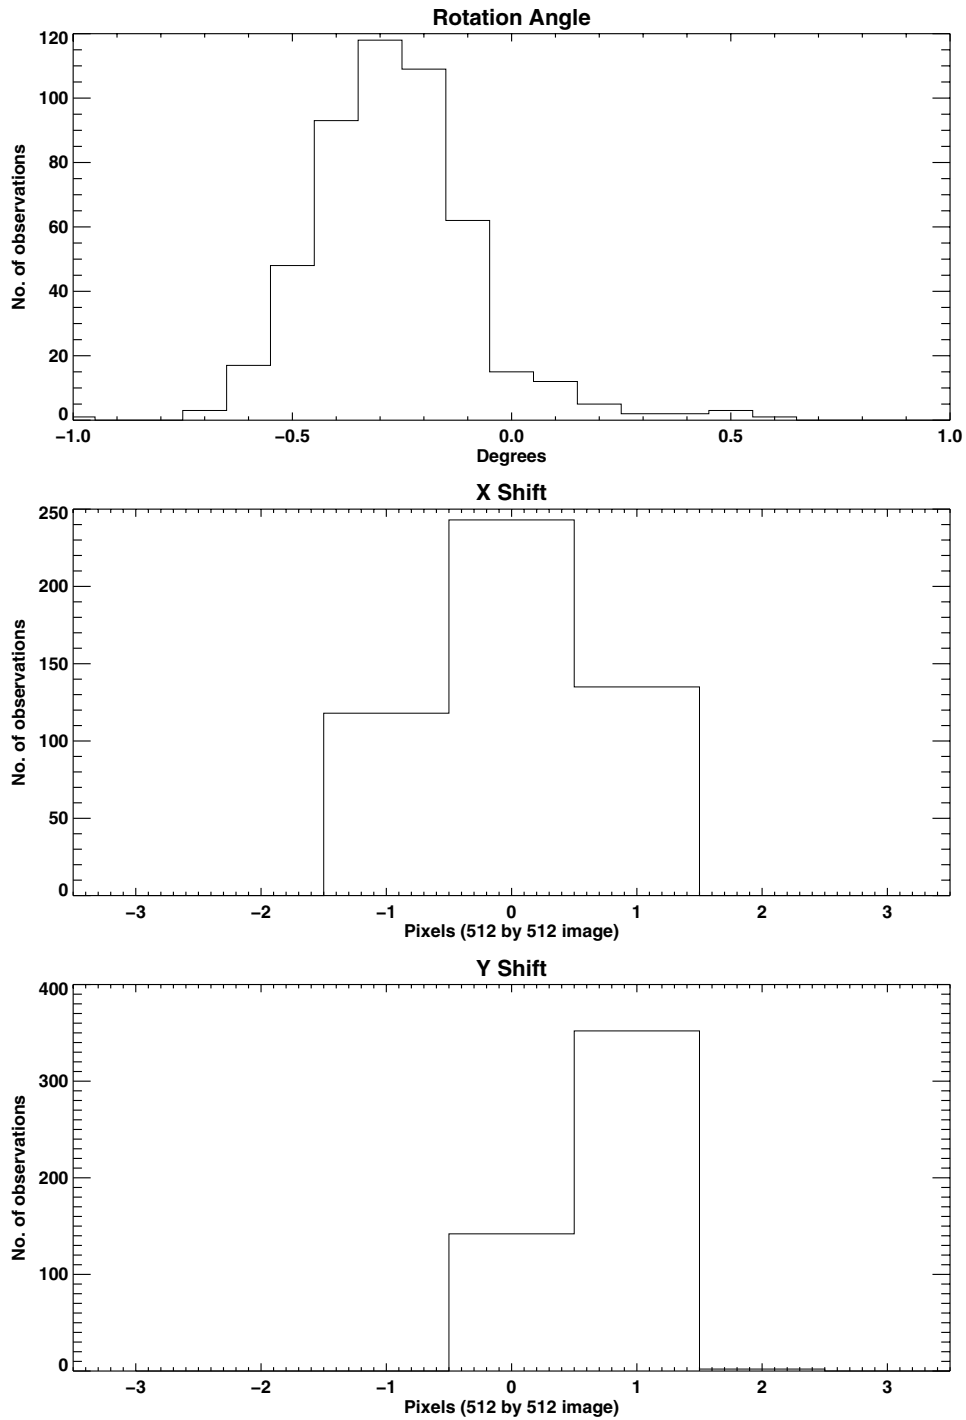 Rotation Angle
120
100
80
60
40
20
0
No. of observations
−1.0 −0.5 0.0 0.5 1.0
Degrees
X Shift
250
200
150
100
50
0
No. of observations
−3 −2 −1 0 1 2 3
Pixels (512 by 512 image)
Y Shift
400
300
200
100
0
No. of observations
−3 −2 −1 0 1 2 3
Pixels (512 by 512 image)